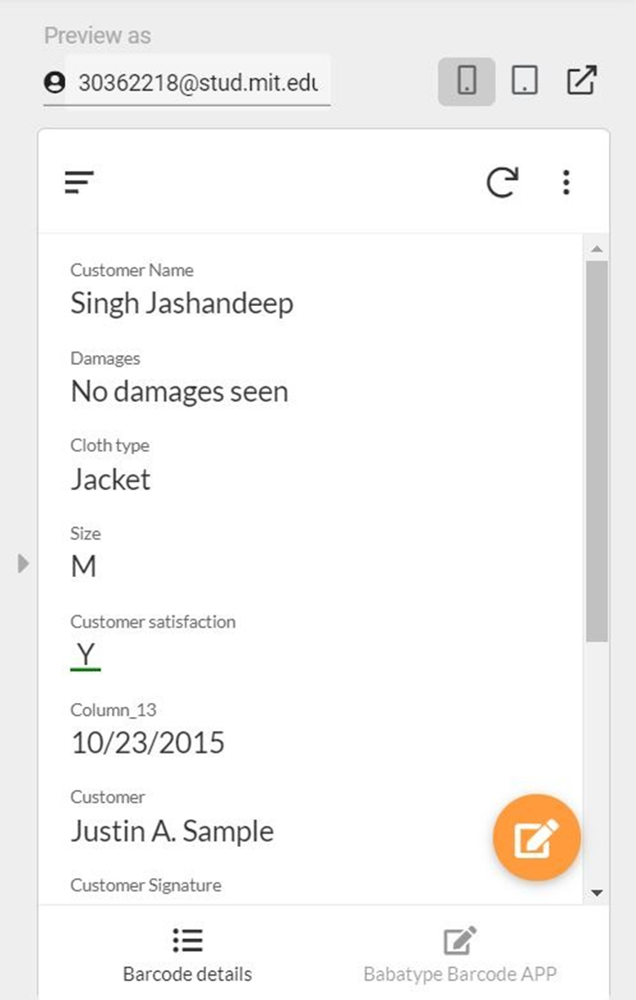 Preview as
30362218@stud.mit.edu
Customer Name
Singh Jashandeep
Damages
No damages seen
Cloth type
Jacket
Size
M
Customer satisfaction
Y
Column_13
10/23/2015
Customer
Justin A. Sample
Customer Signature
Barcode details
Babatype Barcode APP